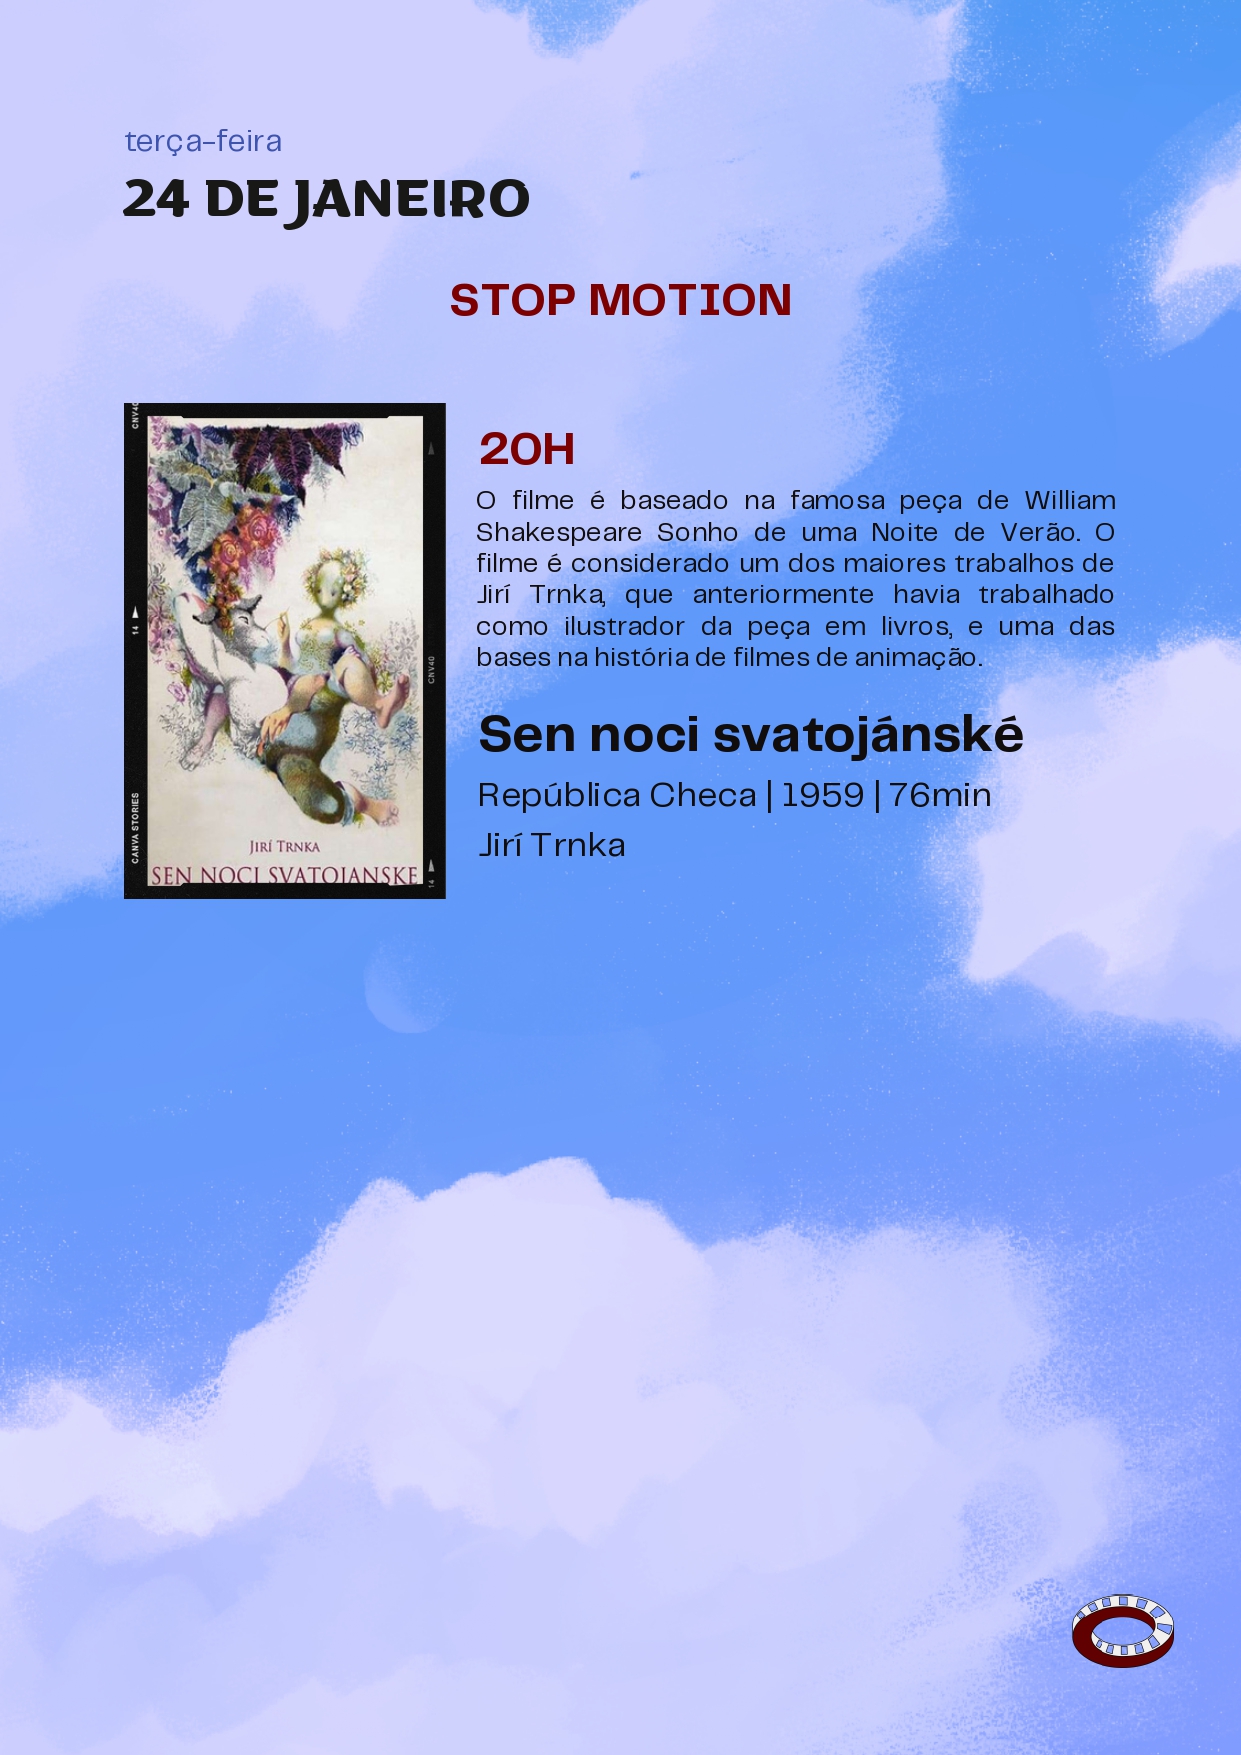 terça-feira
24 DE JANEIRO
STOP MOTION
CNV40
14
CANVA STORIES
CNV40
14
JIRÍ TRNKA
SEN NOCI SVATOJANSKE
20H
O filme é baseado na famosa peça de William
Shakespeare Sonho de uma Noite de Verão. O
filme é considerado um dos maiores trabalhos de
Jirí Trnka, que anteriormente havia trabalhado
como ilustrador da peça em livros, e uma das
bases na história de filmes de animação.
Sen noci svatojánské
República Checa | 1959 | 76min
Jirí Trnka